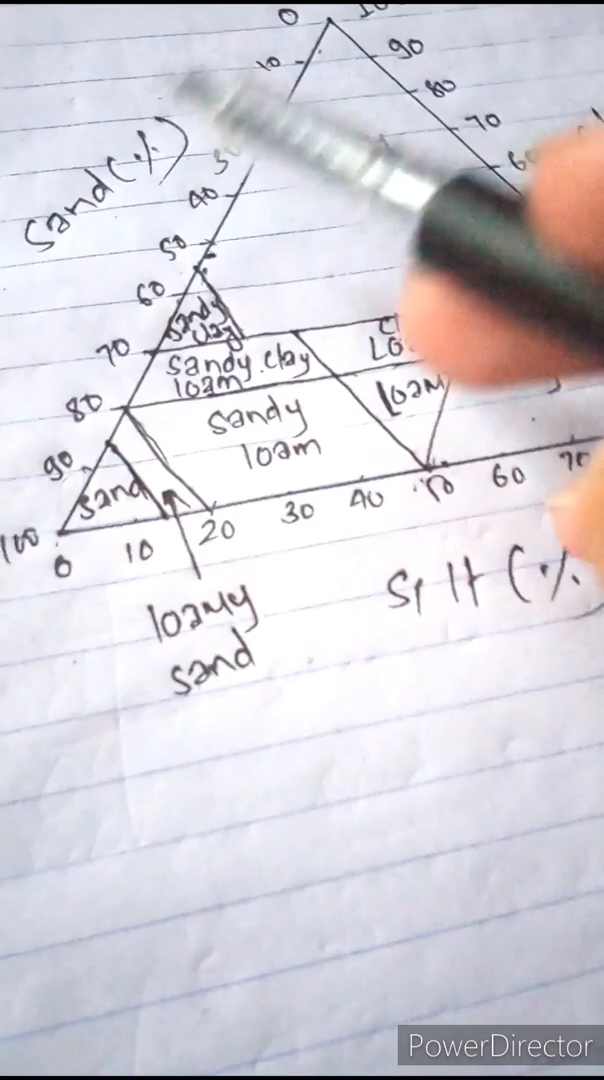 0
10
90
80
70
60
Sand (%)
40
50
60
70
80
90
100
Sandy
clay
Sandy clay
loam
Sandy
loam
Loam
Sand
0
10
20
30
40
50
60
70
loamy
sand
Silt (%
PowerDirector